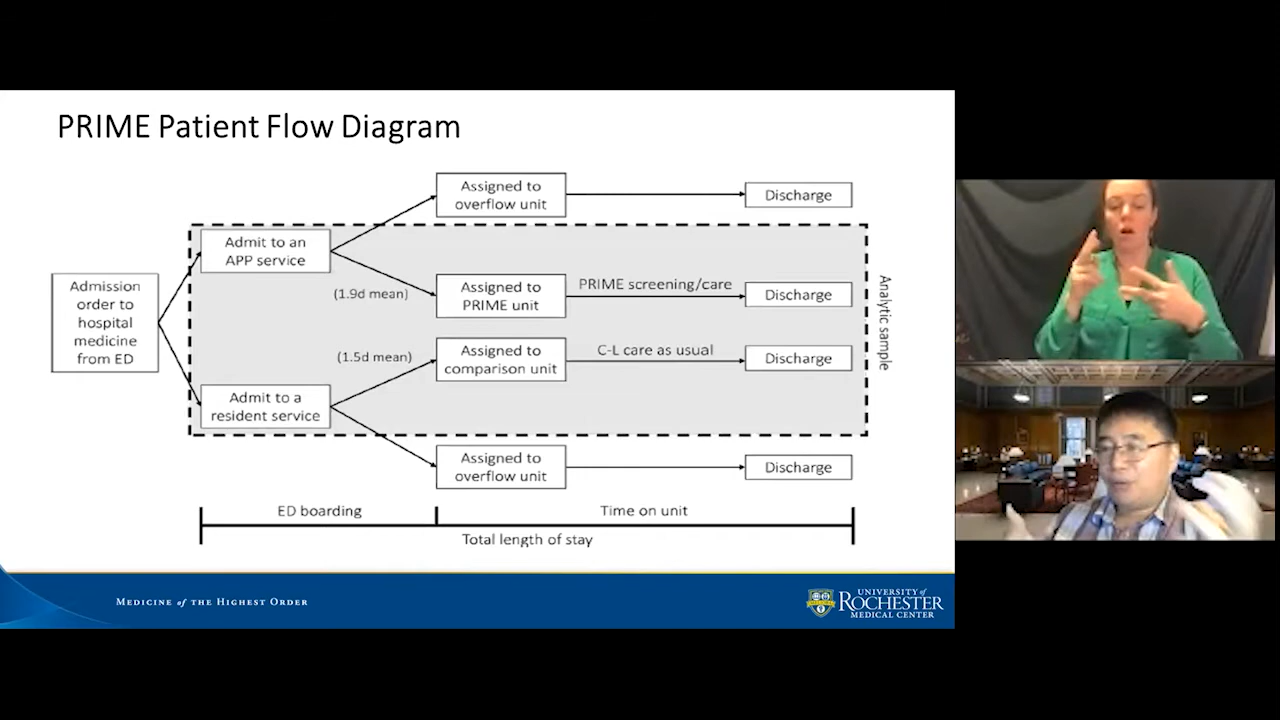 PRIME Patient Flow Diagram
Assigned to
overflow unit
Discharge
Admit to an
APP service
(1.9d mean)
Assigned to
PRIME unit
PRIME screening/care
Discharge
Admission
order to
hospital
medicine
from ED
Analytic sample
(1.5d mean)
Assigned to
comparison unit
C-L care as usual
Discharge
Admit to a
resident service
Assigned to
overflow unit
Discharge
ED boarding
Time on unit
Total length of stay
MEDICINE of THE HIGHEST ORDER
UNIVERSITY of
ROCHESTER
MEDICAL CENTER